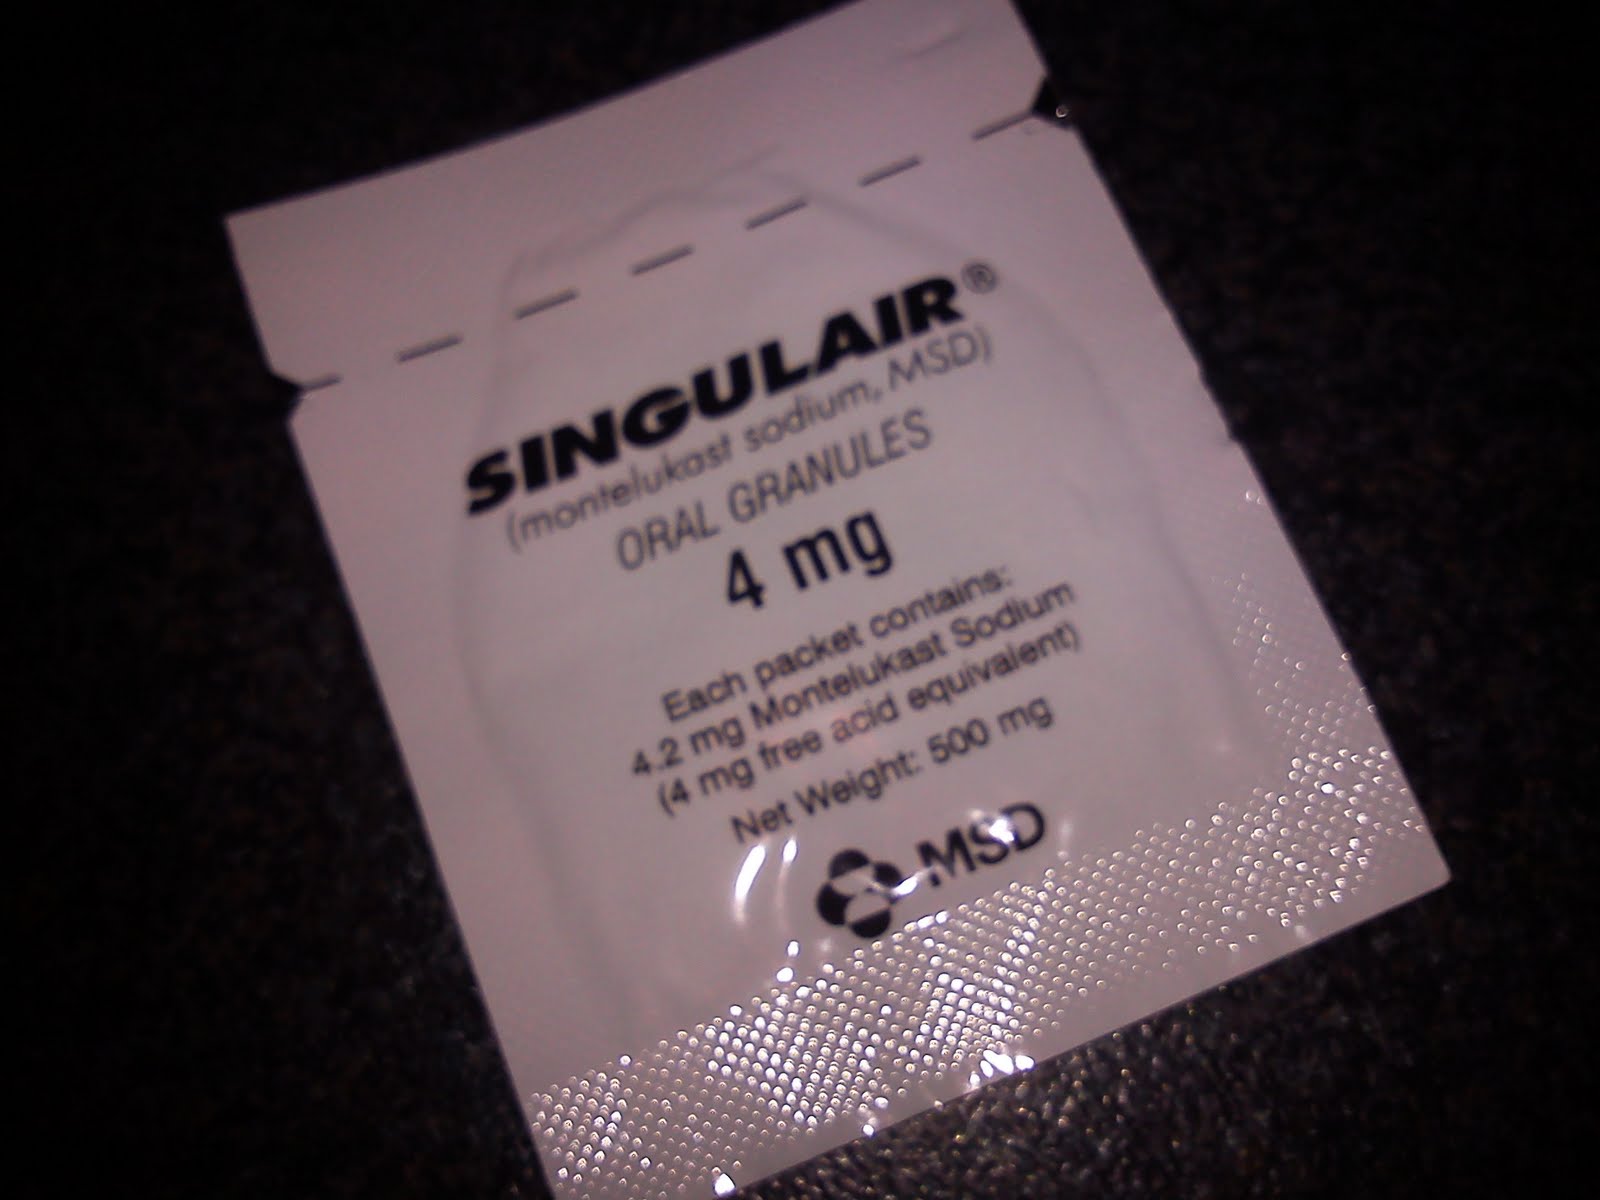 SINGULAIR®
(montelukast sodium, MSD)
ORAL GRANULES
4 mg
Each packet contains:
4.2 mg Montelukast Sodium
(4 mg free acid equivalent)
Net Weight: 500 mg
MSD